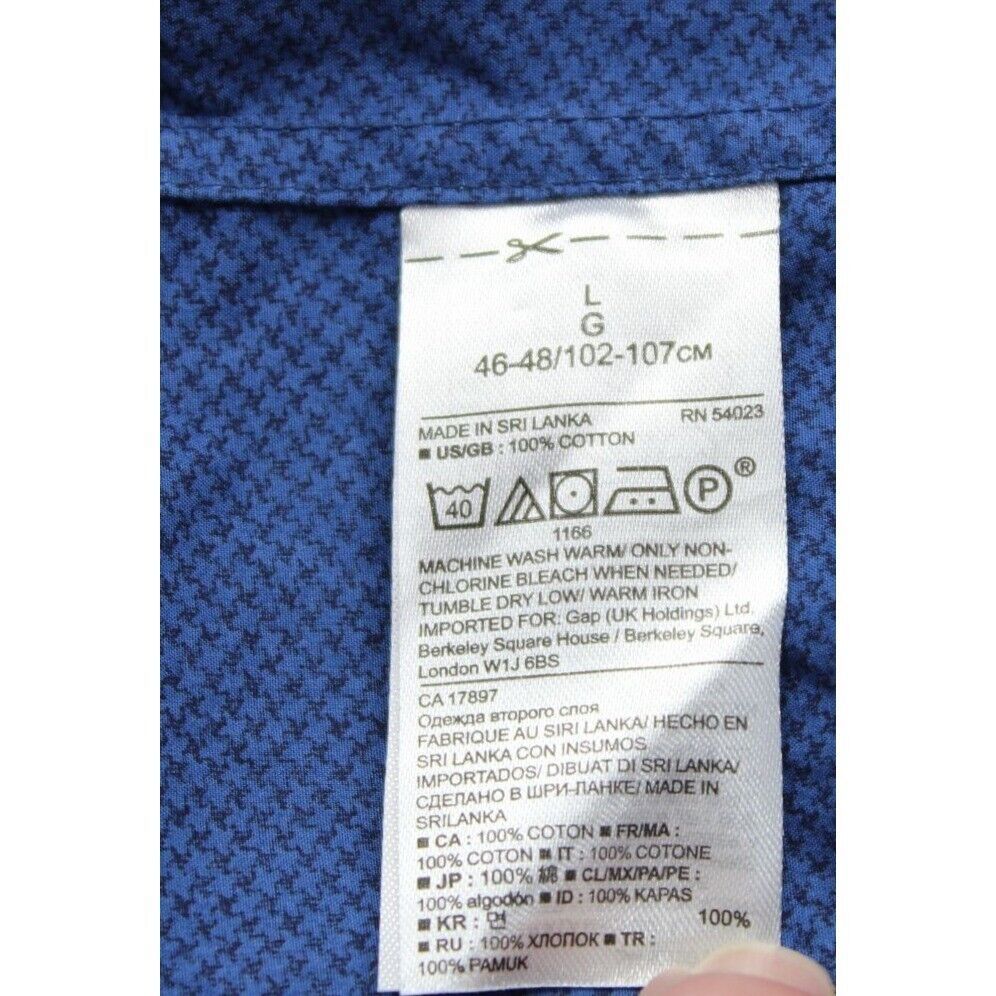 L
G
46-48/102-107CM
MADE IN SRI LANKA RN 54023
■ US/GB : 100% COTTON
40 P®
1166
MACHINE WASH WARM/ ONLY NON-
CHLORINE BLEACH WHEN NEEDED/
TUMBLE DRY LOW/ WARM IRON
IMPORTED FOR: Gap (UK Holdings) Ltd.
Berkeley Square House / Berkeley Square,
London W1J 6BS
CA 17897
Одежда второго слоя
FABRIQUE AU SIRI LANKA/ HECHO EN
SRI LANKA CON INSUMOS
IMPORTADOS/ DIBUAT DI SRI LANKA/
СДЕЛАНО В ШРИ-ЛАНКЕ/ MADE IN
SRILANKA
■ CA : 100% COTON ■ FR/MA :
100% COTON ■ IT : 100% COTONE
■ JP : 100% 綿 ■ CL/MX/PA/PE :
100% algodón ■ ID : 100% KAPAS
■ KR : 면 100%
■ RU : 100% ХЛОПОК ■ TR :
100% PAMUK